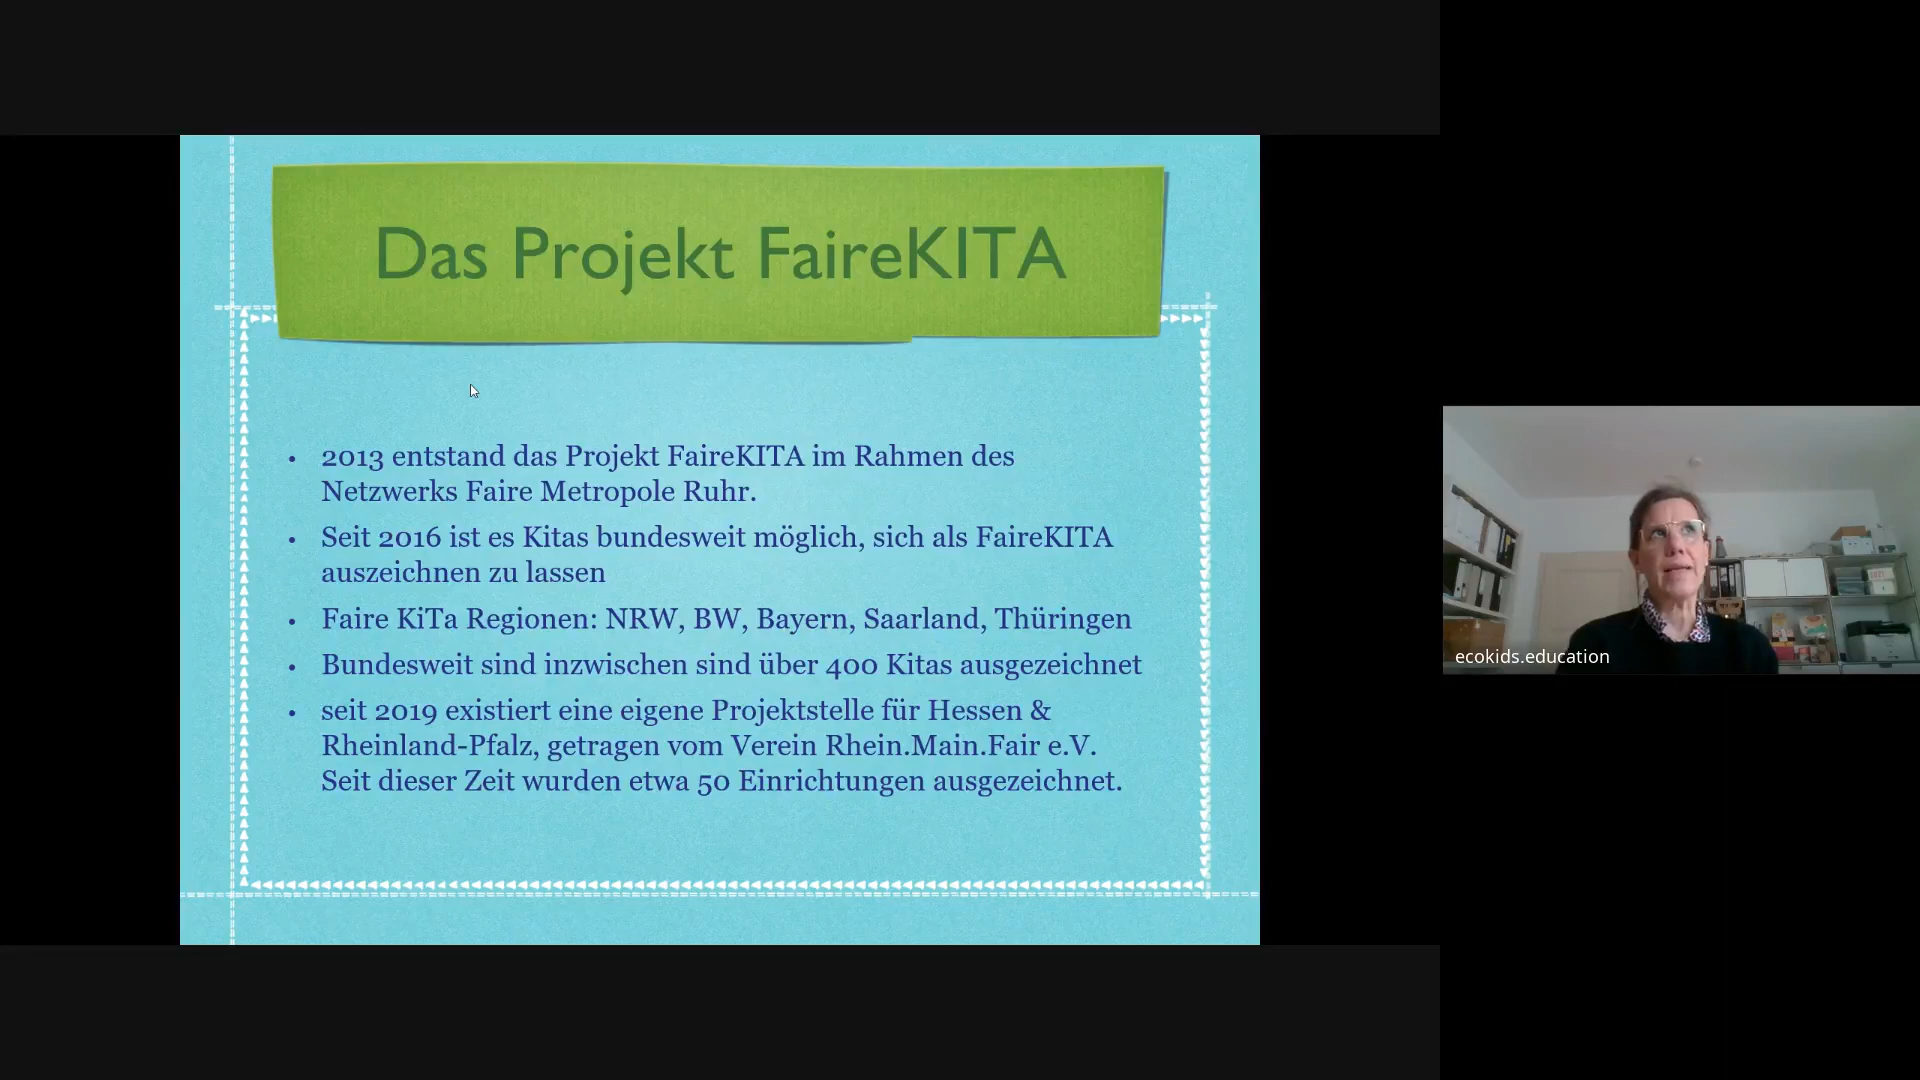 Das Projekt FaireKITA
• 2013 entstand das Projekt FaireKITA im Rahmen des
Netzwerks Faire Metropole Ruhr.
• Seit 2016 ist es Kitas bundesweit möglich, sich als FaireKITA
auszeichnen zu lassen
• Faire KiTa Regionen: NRW, BW, Bayern, Saarland, Thüringen
• Bundesweit sind inzwischen sind über 400 Kitas ausgezeichnet
• seit 2019 existiert eine eigene Projektstelle für Hessen &
Rheinland-Pfalz, getragen vom Verein Rhein.Main.Fair e.V.
Seit dieser Zeit wurden etwa 50 Einrichtungen ausgezeichnet.
ecokids.education